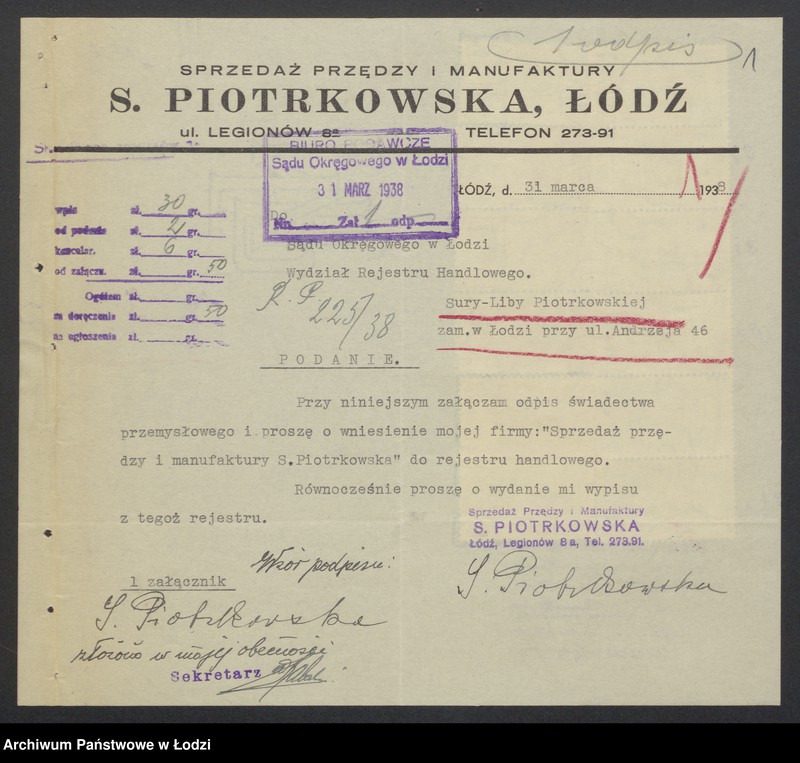 Podpis
1
SPRZEDAŻ PRZĘDZY I MANUFAKTURY
S. PIOTRKOWSKA, ŁÓDŹ
ul. LEGIONÓW 8a TELEFON 273-91
BIURO PODAWCZE
Sądu Okręgowego w Łodzi
31 MARZ 1938
Nn. Zał 1 odp.
ŁÓDŹ, d. 31 marca 1938
wpis zł. 30 gr.
od podania zł. 2 gr.
kancelar. zł. 6 gr.
od załączn. zł. gr. 50
Ogółem zł. gr.
za doręczenie zł. gr. 50
za ogłoszenie zł. gr.
Do
Sądu Okręgowego w Łodzi
Wydział Rejestru Handlowego.
R. P. 225/38
Sury-Liby Piotrkowskiej
zam.w Łodzi przy ul.Andrzeja 46
PODANIE.
Przy niniejszym załączam odpis świadectwa
przemysłowego i proszę o wniesienie mojej firmy:"Sprzedaż przę-
dzy i manufaktury S.Piotrkowska" do rejestru handlowego.
Równocześnie proszę o wydanie mi wypisu
z tegoż rejestru.
Sprzedaż Przędzy i Manufaktury
S. PIOTRKOWSKA
Łódź, Legionów 8a, Tel. 273.91.
S. Piotrkowska
Wzór podpisu:
1 załącznik
S. Piotrkowska
złożono w mojej obecności
Sekretarz
Archiwum Państwowe w Łodzi